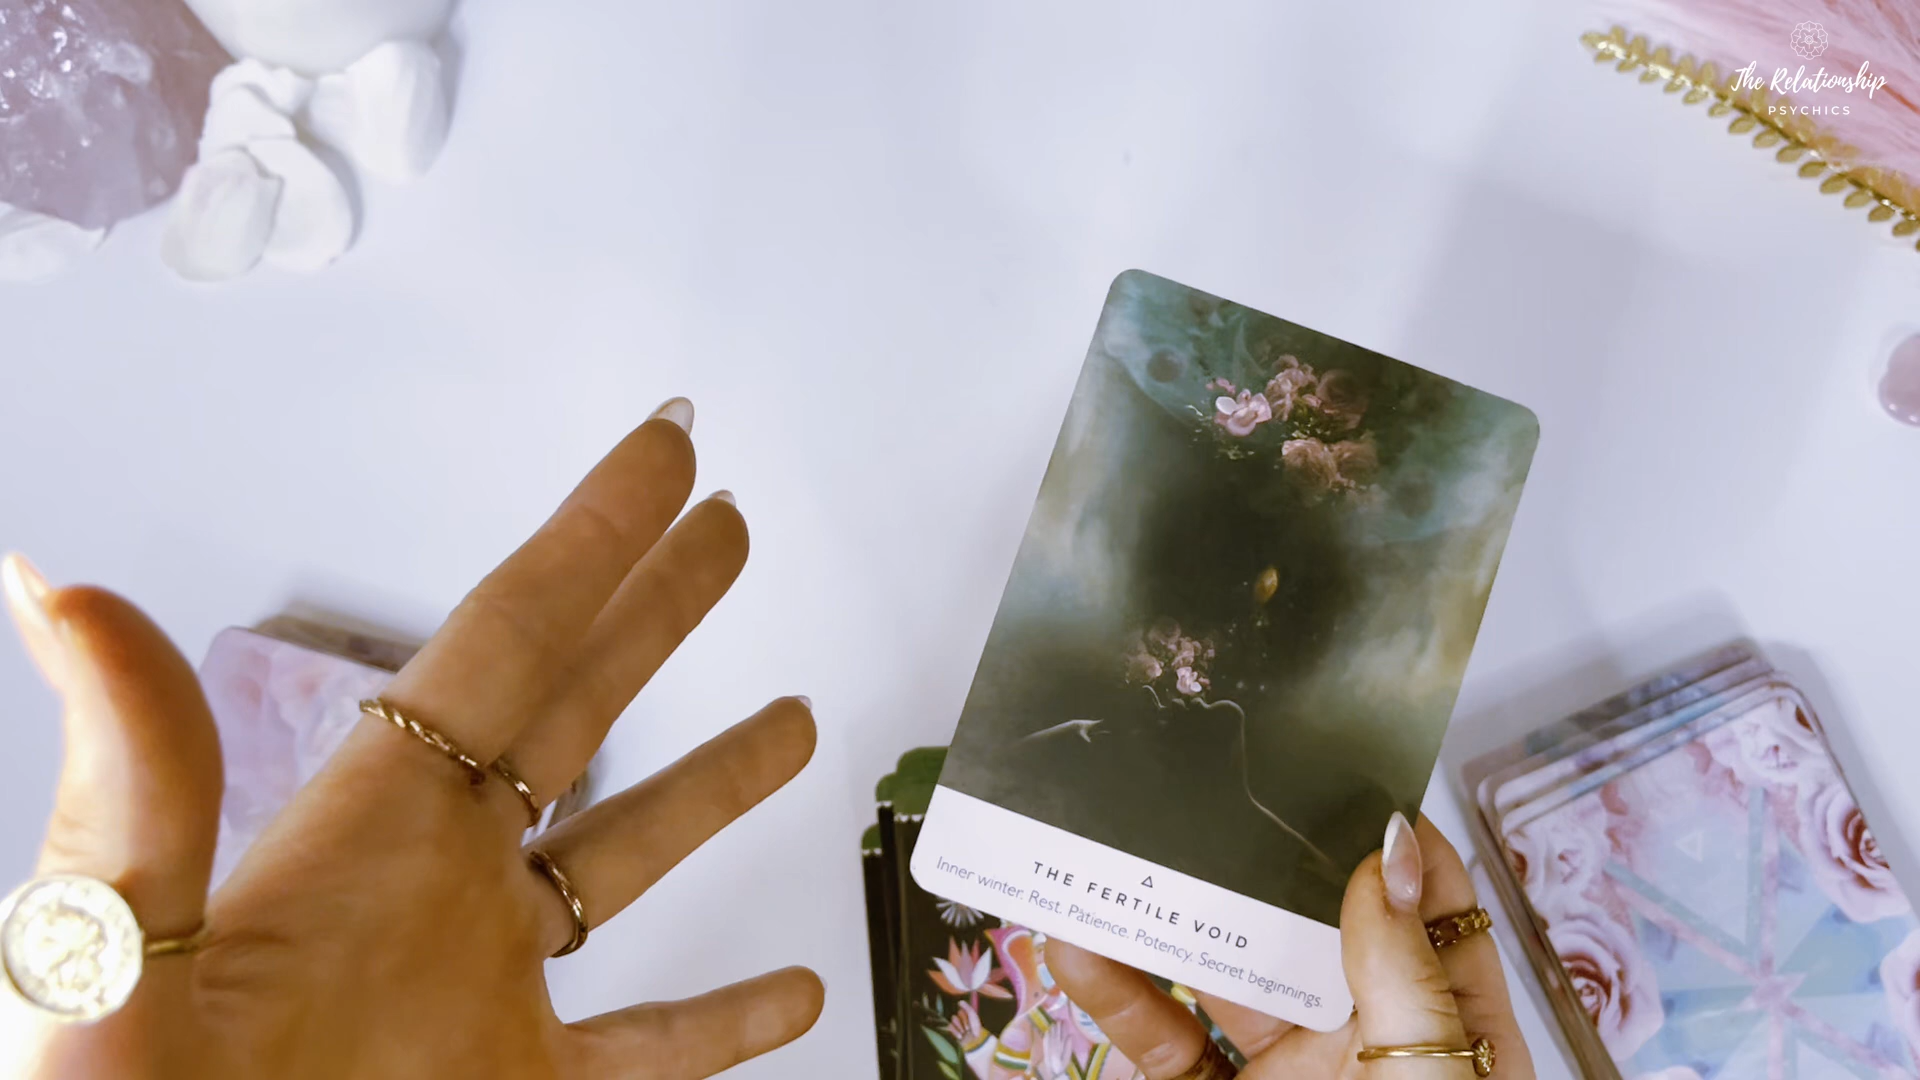 The Relationship
PSYCHICS
THE FERTILE VOID
Inner winter. Rest. Patience. Potency. Secret beginnings.